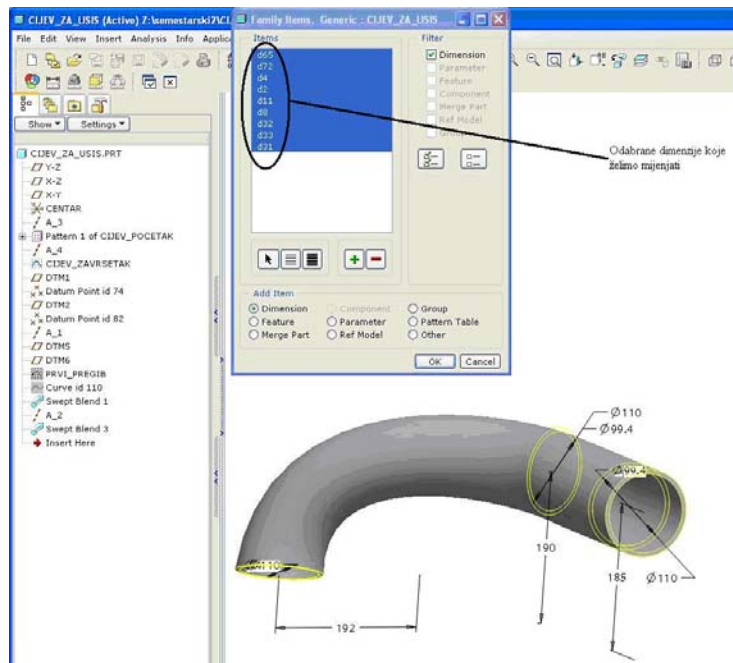 CIJEV_ZA_USIS (Active) Z:\semestarski7\CIJ
File Edit View Insert Analysis Info Applic
Show Settings
CIJEV_ZA_USIS.PRT
Y-Z
X-Z
X-Y
CENTAR
A_3
Pattern 1 of CIJEV_POCETAK
A_4
CIJEV_ZAVRSETAK
DTM1
Datum Point id 74
DTM2
Datum Point id 82
A_1
DTM5
DTM6
PRVI_PREGIB
Curve id 110
Swept Blend 1
A_2
Swept Blend 3
Insert Here
Family Items, Generic : CIJEV_ZA_USIS
Items
d65
d72
d4
d2
d11
d8
d32
d33
d31
Filter
Dimension
Parameter
Feature
Component
Merge Part
Ref Model
Group
Add Item
Dimension Component Group
Feature Parameter Pattern Table
Merge Part Ref Model Other
OK Cancel
Odabrane dimenzije koje
želimo mijenjati
Ø110
Ø99.4
Ø99.4
190
185
Ø110
192